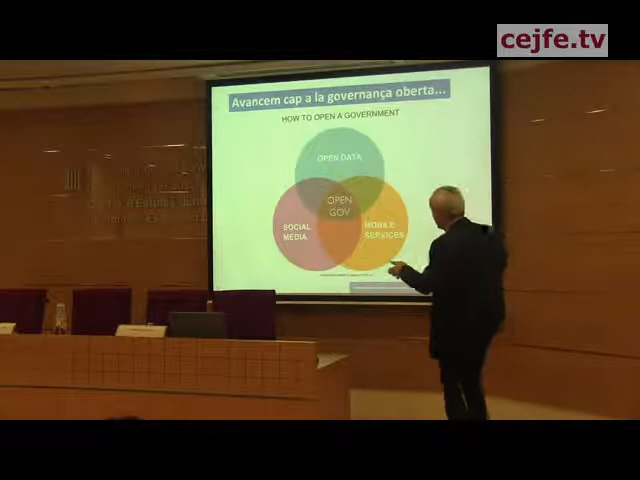 cejfe.tv
Avancem cap a la governança oberta...
HOW TO OPEN A GOVERNMENT
OPEN DATA
OPEN
GOV
SOCIAL
MEDIA
MOBILE
SERVICES